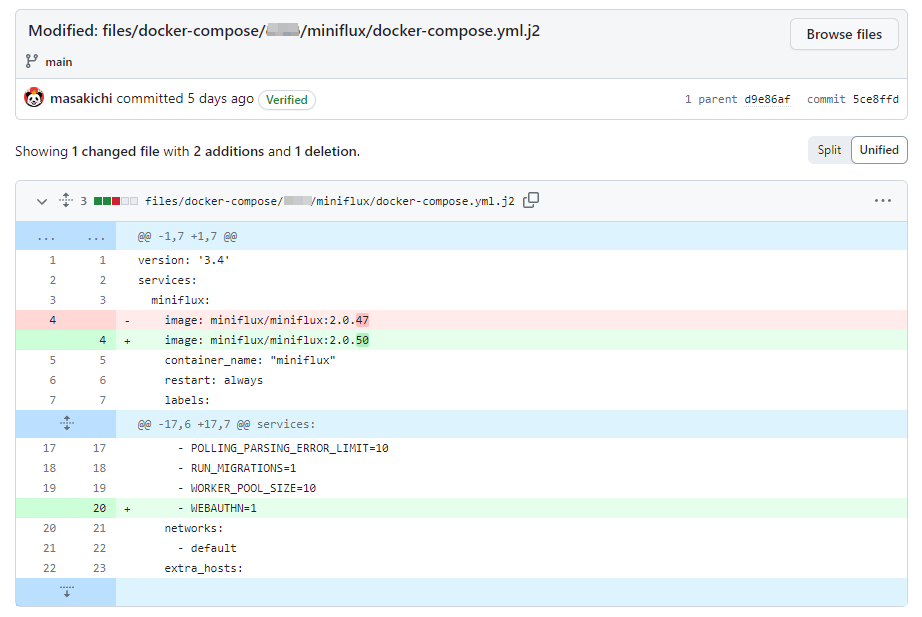 Modified: files/docker-compose/ /miniflux/docker-compose.yml.j2
Browse files
main
masakichi committed 5 days ago Verified
1 parent d9e86af commit 5ce8ffd
Showing 1 changed file with 2 additions and 1 deletion.
Split Unified
3 files/docker-compose/ /miniflux/docker-compose.yml.j2
... ... @@ -1,7 +1,7 @@
1 1 version: '3.4'
2 2 services:
3 3 miniflux:
4 - image: miniflux/miniflux:2.0.47
4 + image: miniflux/miniflux:2.0.50
5 5 container_name: "miniflux"
6 6 restart: always
7 7 labels:
@@ -17,6 +17,7 @@ services:
17 17 - POLLING_PARSING_ERROR_LIMIT=10
18 18 - RUN_MIGRATIONS=1
19 19 - WORKER_POOL_SIZE=10
20 + - WEBAUTHN=1
20 21 networks:
21 22 - default
22 23 extra_hosts: